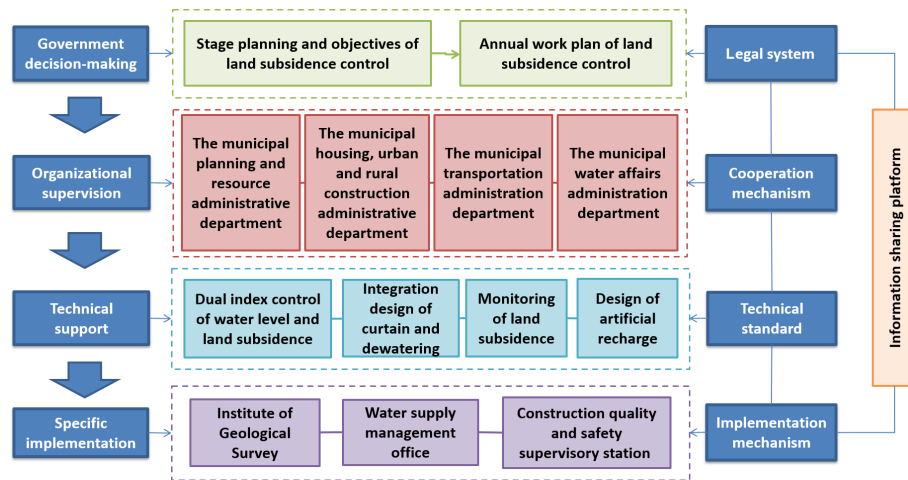 Government
decision-making
Stage planning and objectives of
land subsidence control
Annual work plan of land
subsidence control
Legal system
Organizational
supervision
The municipal
planning and
resource
administrative
department
The municipal
housing, urban
and rural
construction
administrative
department
The municipal
transportation
administration
department
The municipal
water affairs
administration
department
Cooperation
mechanism
Information sharing platform
Technical
support
Dual index control
of water level and
land subsidence
Integration
design of
curtain and
dewatering
Monitoring
of land
subsidence
Design of
artificial
recharge
Technical
standard
Specific
implementation
Institute of
Geological
Survey
Water supply
management
office
Construction quality
and safety
supervisory station
Implementation
mechanism